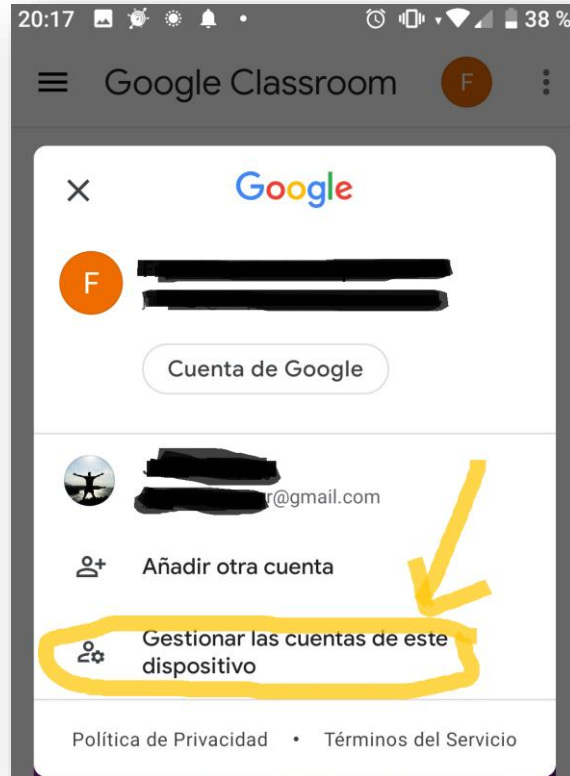 20:17 38 %
Google Classroom F
Google
F
Cuenta de Google
r@gmail.com
Añadir otra cuenta
Gestionar las cuentas de este
dispositivo
Política de Privacidad • Términos del Servicio